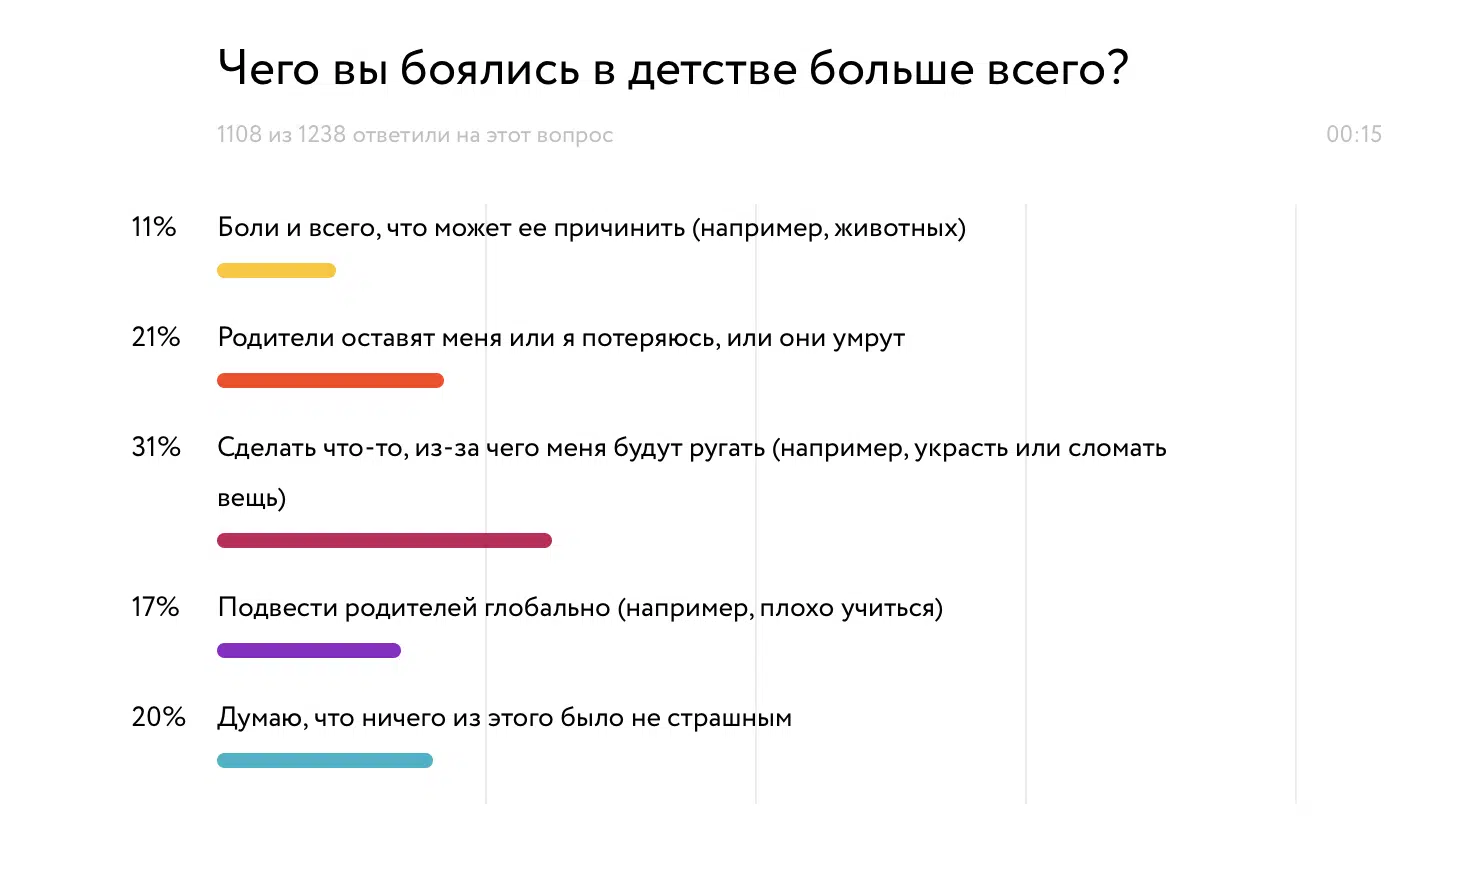 Чего вы боялись в детстве больше всего?
1108 из 1238 ответили на этот вопрос 00:15
11% Боли и всего, что может ее причинить (например, животных)
21% Родители оставят меня или я потеряюсь, или они умрут
31% Сделать что-то, из-за чего меня будут ругать (например, украсть или сломать
вещь)
17% Подвести родителей глобально (например, плохо учиться)
20% Думаю, что ничего из этого было не страшным